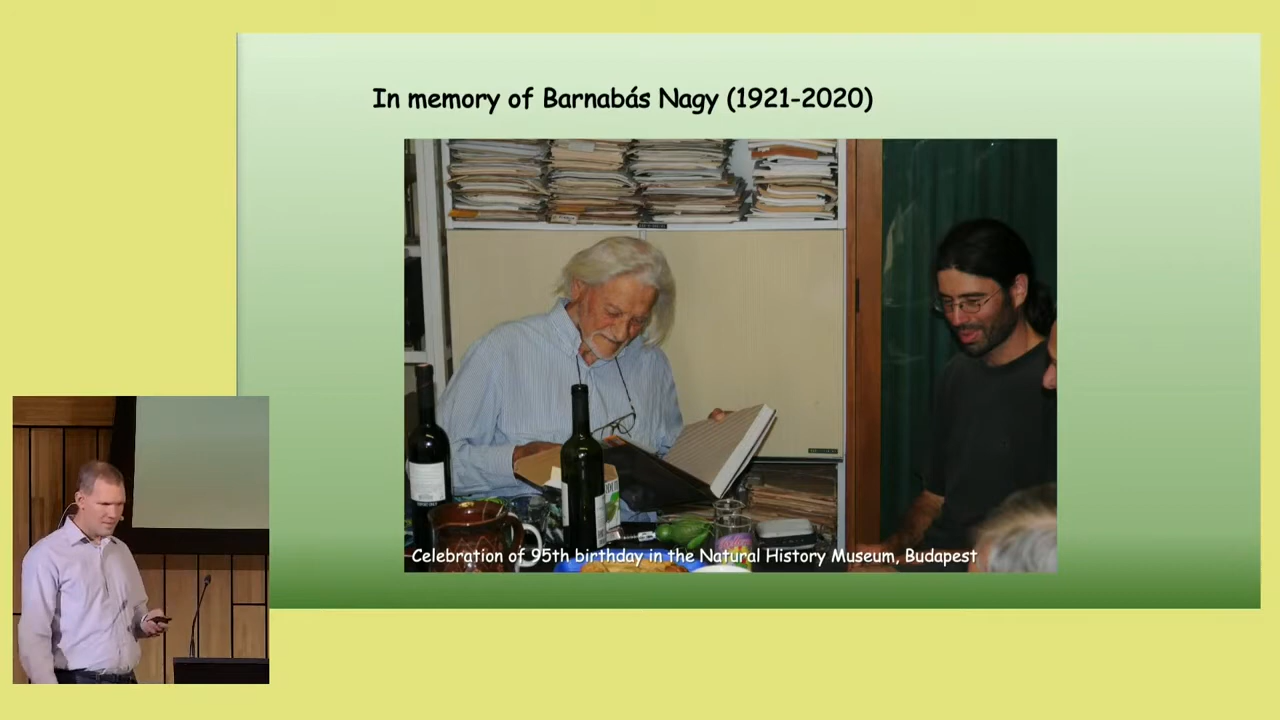 In memory of Barnabás Nagy (1921-2020)
Celebration of 95th birthday in the Natural History Museum, Budapest